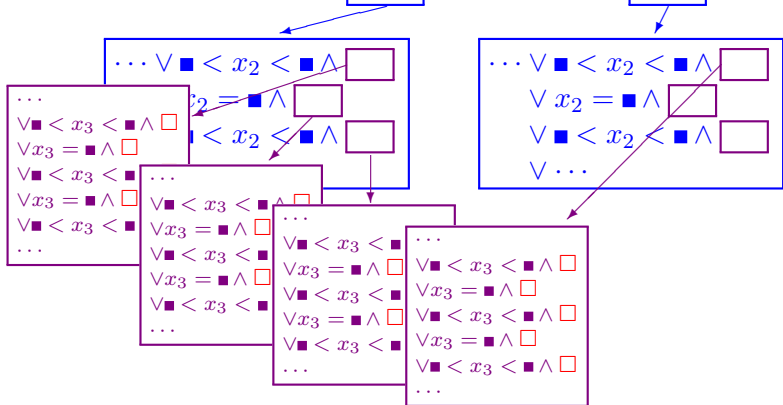 ⋯ ∨ ■ < x₂ < ■ ∧ □
x₂ = ■ ∧ □
< x₂ < ■ ∧ □
⋯ ∨ ■ < x₂ < ■ ∧ □
∨ x₂ = ■ ∧ □
∨ ■ < x₂ < ■ ∧ □
∨ ⋯
⋯
∨■ < x₃ < ■ ∧ □
∨x₃ = ■ ∧ □
∨■ < x₃ < ■
∨x₃ = ■ ∧ □
∨■ < x₃ < ■
⋯
⋯
∨■ < x₃ < ■ ∧ □
∨x₃ = ■ ∧ □
∨■ < x₃ < ■
∨x₃ = ■ ∧ □
∨■ < x₃ < ■
⋯
⋯
∨■ < x₃ < ■
∨x₃ = ■ ∧ □
∨■ < x₃ < ■
∨x₃ = ■ ∧ □
∨■ < x₃ < ■
⋯
⋯
∨■ < x₃ < ■ ∧ □
∨x₃ = ■ ∧ □
∨■ < x₃ < ■ ∧ □
∨x₃ = ■ ∧ □
∨■ < x₃ < ■ ∧ □
⋯